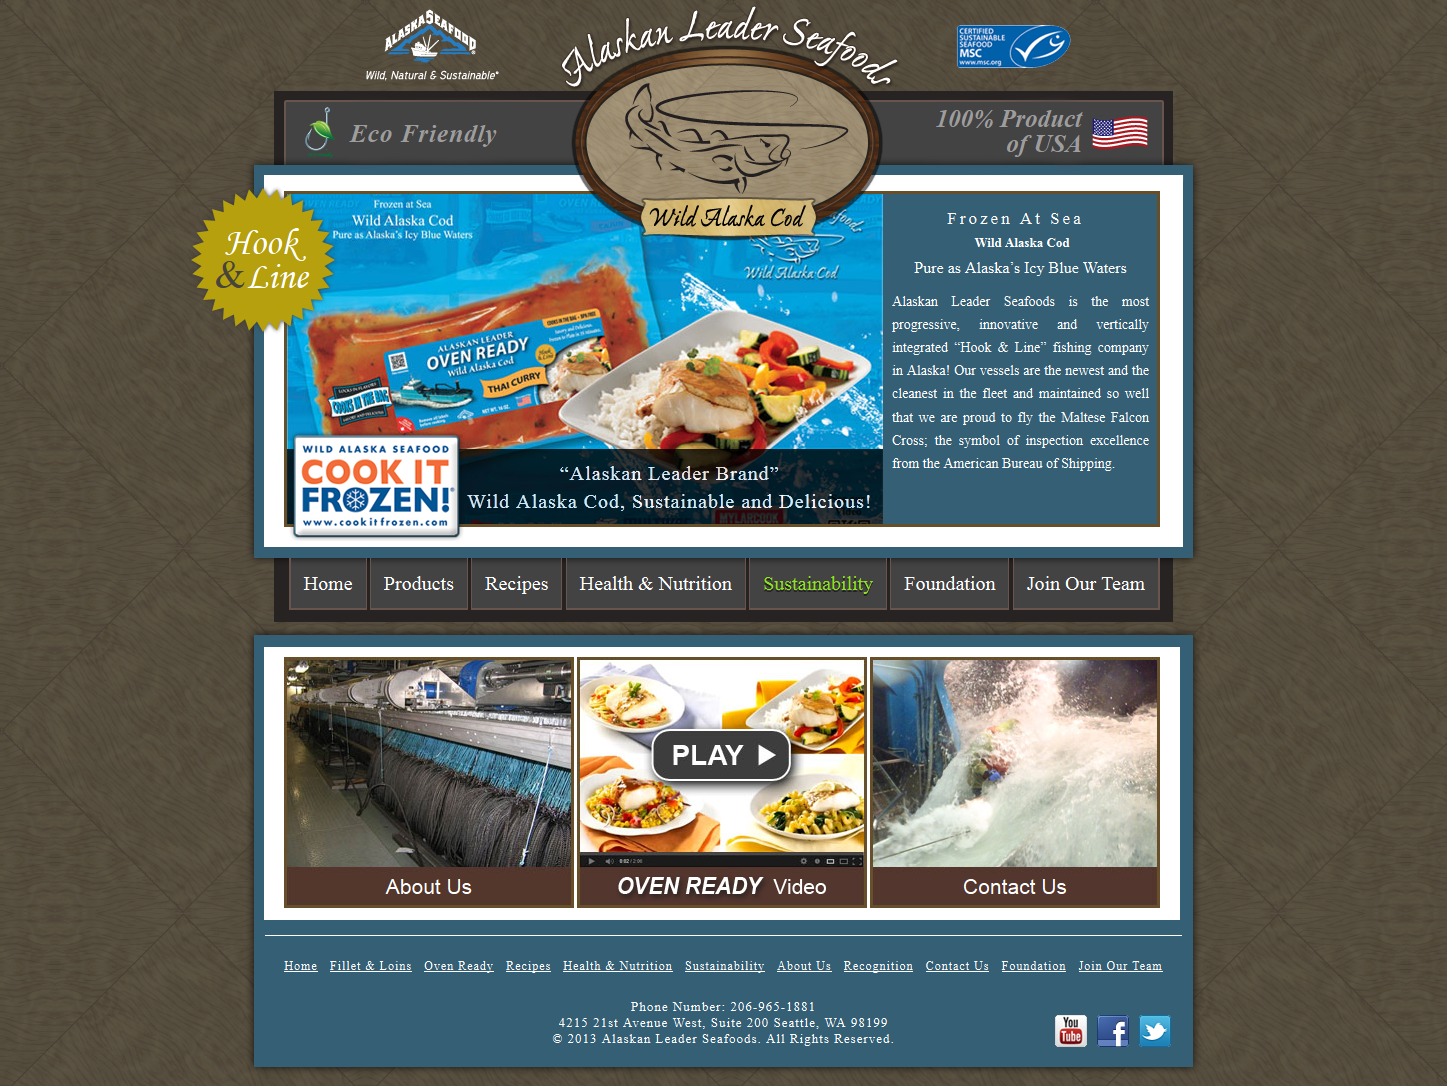 ALASKA SEAFOOD
Wild, Natural & Sustainable®
Alaskan Leader Seafoods
CERTIFIED
SUSTAINABLE
SEAFOOD
MSC
www.msc.org
Eco Friendly
100% Product
of USA
Wild Alaska Cod
Hook
& Line
Frozen at Sea
Wild Alaska Cod
Pure as Alaska's Icy Blue Waters
Wild Alaska Cod
ALASKAN LEADER
OVEN READY
Wild Alaska Cod
THAI CURRY
COOKS IN THE BAG
WILD ALASKA SEAFOOD
COOK IT
FROZEN!®
www.cookitfrozen.com
“Alaskan Leader Brand”
Wild Alaska Cod, Sustainable and Delicious!
Frozen At Sea
Wild Alaska Cod
Pure as Alaska’s Icy Blue Waters
Alaskan Leader Seafoods is the most
progressive, innovative and vertically
integrated “Hook & Line” fishing company
in Alaska! Our vessels are the newest and the
cleanest in the fleet and maintained so well
that we are proud to fly the Maltese Falcon
Cross; the symbol of inspection excellence
from the American Bureau of Shipping.
Home Products Recipes Health & Nutrition Sustainability Foundation Join Our Team
PLAY
0:02 / 2:06
About Us
OVEN READY Video
Contact Us
Home Fillet & Loins Oven Ready Recipes Health & Nutrition Sustainability About Us Recognition Contact Us Foundation Join Our Team
Phone Number: 206-965-1881
4215 21st Avenue West, Suite 200 Seattle, WA 98199
© 2013 Alaskan Leader Seafoods. All Rights Reserved.
You
Tube